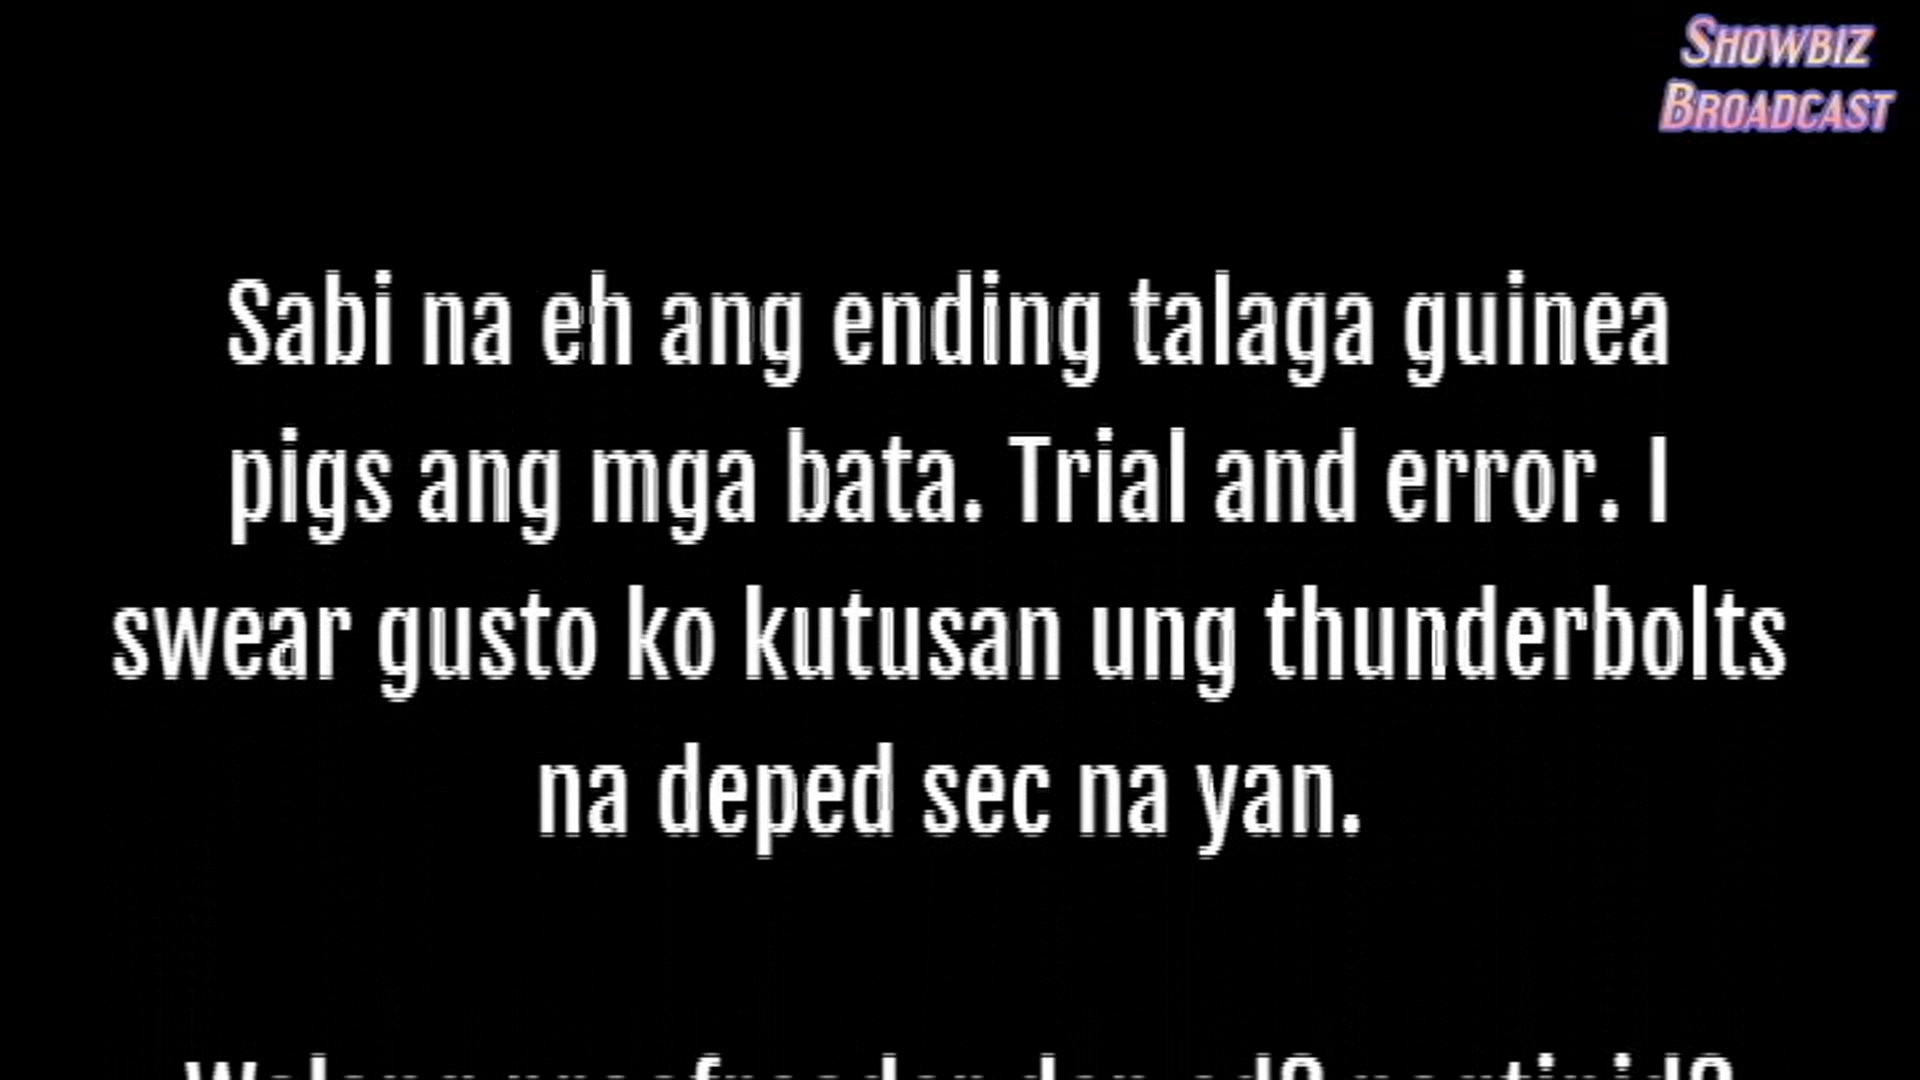 SHOWBIZ
BROADCAST
Sabi na eh ang ending talaga guinea
pigs ang mga bata. Trial and error. I
swear gusto ko kutusan ung thunderbolts
na deped sec na yan.